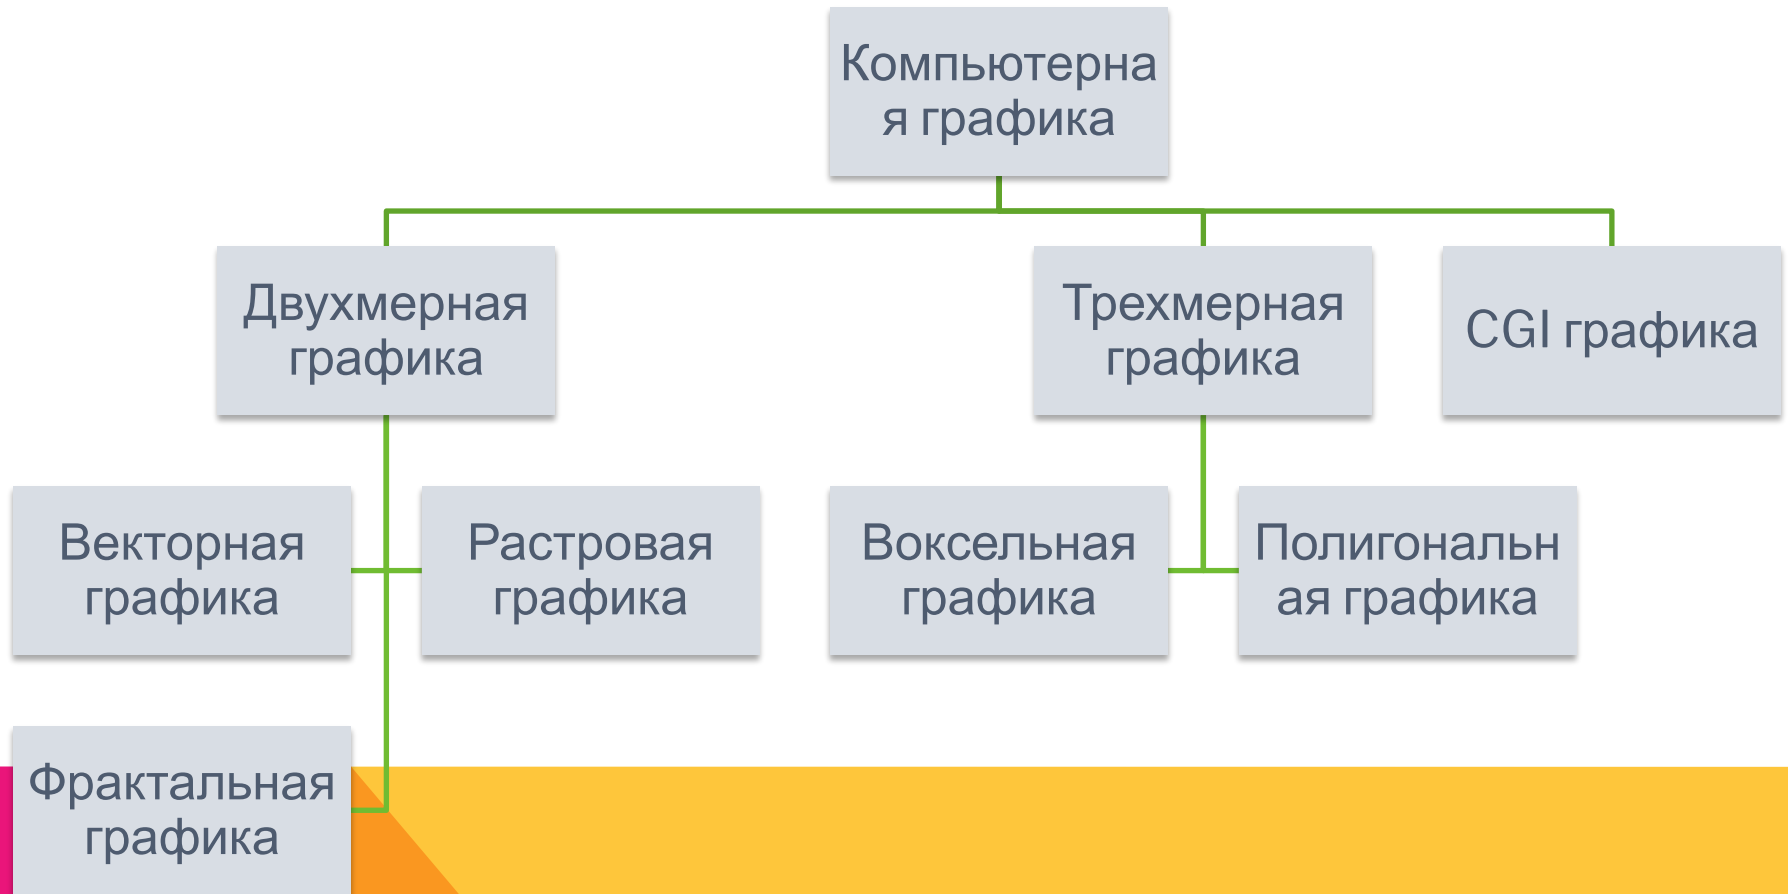 Компьютерна
я графика
Двухмерная
графика
Трехмерная
графика
CGI графика
Векторная
графика
Растровая
графика
Воксельная
графика
Полигональн
ая графика
Фрактальная
графика